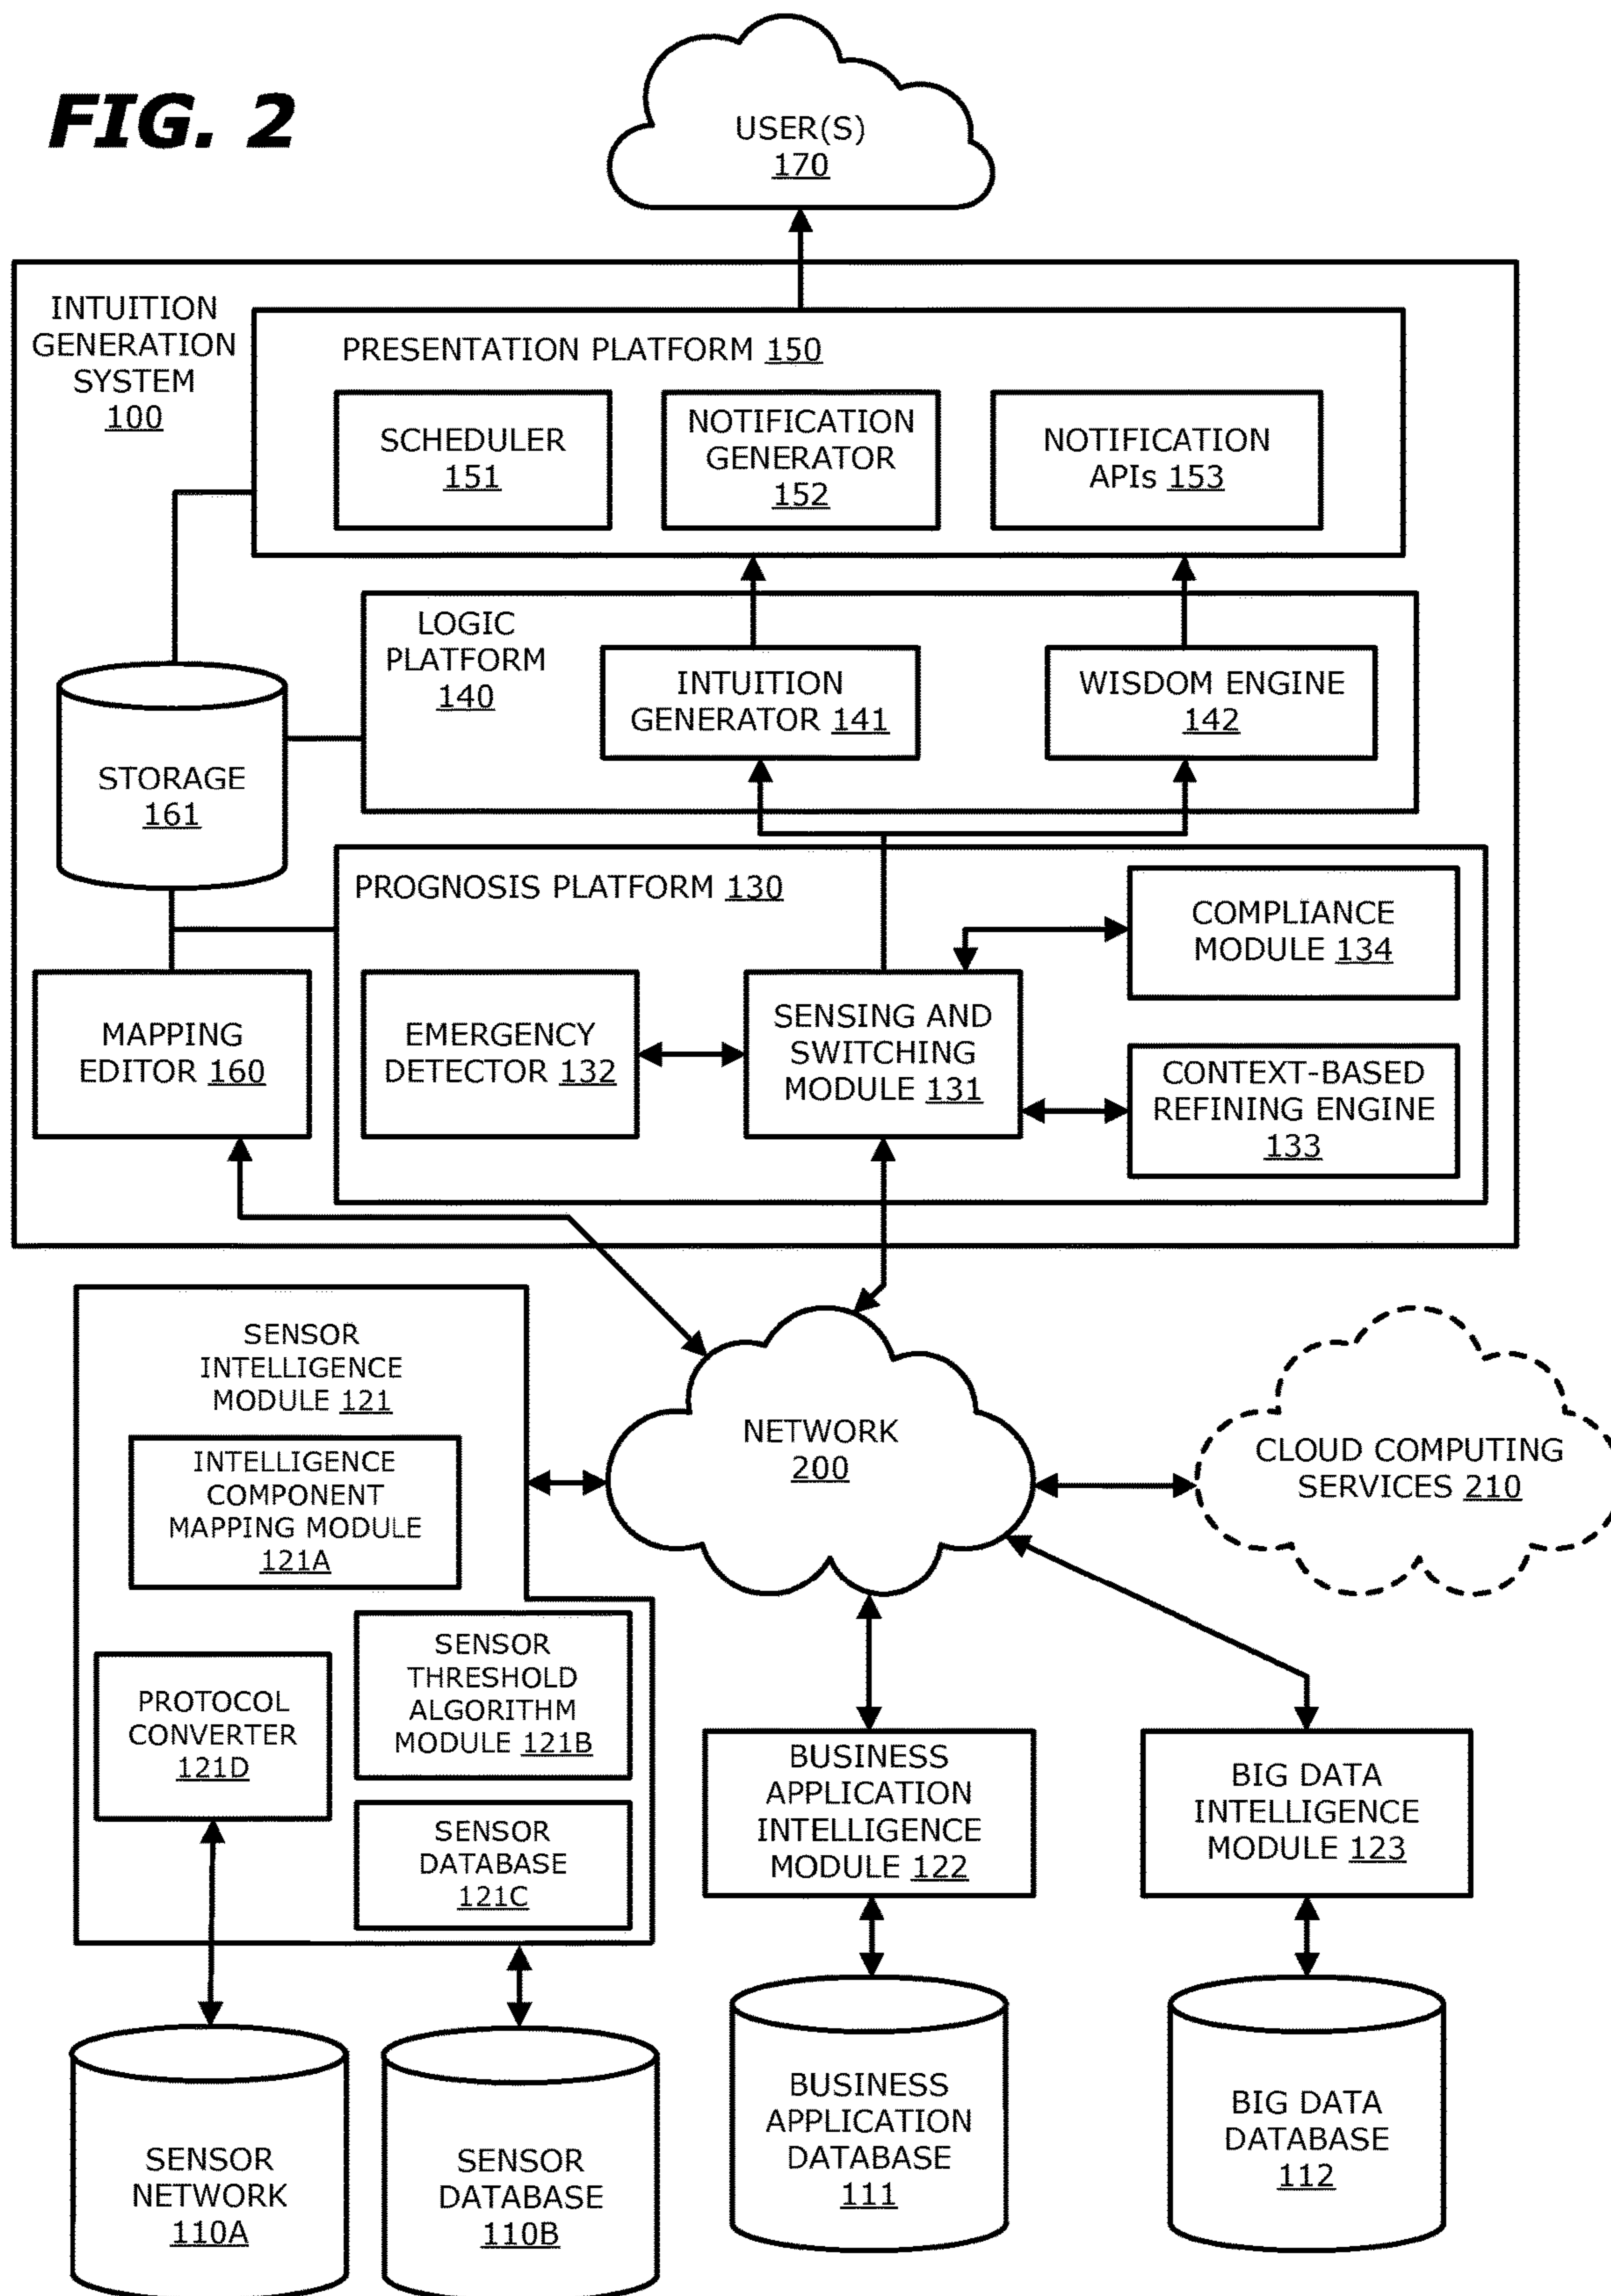 FIG. 2
USER(S)
170
INTUITION
GENERATION
SYSTEM
100
PRESENTATION PLATFORM 150
SCHEDULER
151
NOTIFICATION
GENERATOR
152
NOTIFICATION
APIs 153
LOGIC
PLATFORM
140
INTUITION
GENERATOR 141
WISDOM ENGINE
142
STORAGE
161
PROGNOSIS PLATFORM 130
COMPLIANCE
MODULE 134
MAPPING
EDITOR 160
EMERGENCY
DETECTOR 132
SENSING AND
SWITCHING
MODULE 131
CONTEXT-BASED
REFINING ENGINE
133
SENSOR
INTELLIGENCE
MODULE 121
INTELLIGENCE
COMPONENT
MAPPING MODULE
121A
NETWORK
200
CLOUD COMPUTING
SERVICES 210
PROTOCOL
CONVERTER
121D
SENSOR
THRESHOLD
ALGORITHM
MODULE 121B
SENSOR
DATABASE
121C
BUSINESS
APPLICATION
INTELLIGENCE
MODULE 122
BIG DATA
INTELLIGENCE
MODULE 123
SENSOR
NETWORK
110A
SENSOR
DATABASE
110B
BUSINESS
APPLICATION
DATABASE
111
BIG DATA
DATABASE
112